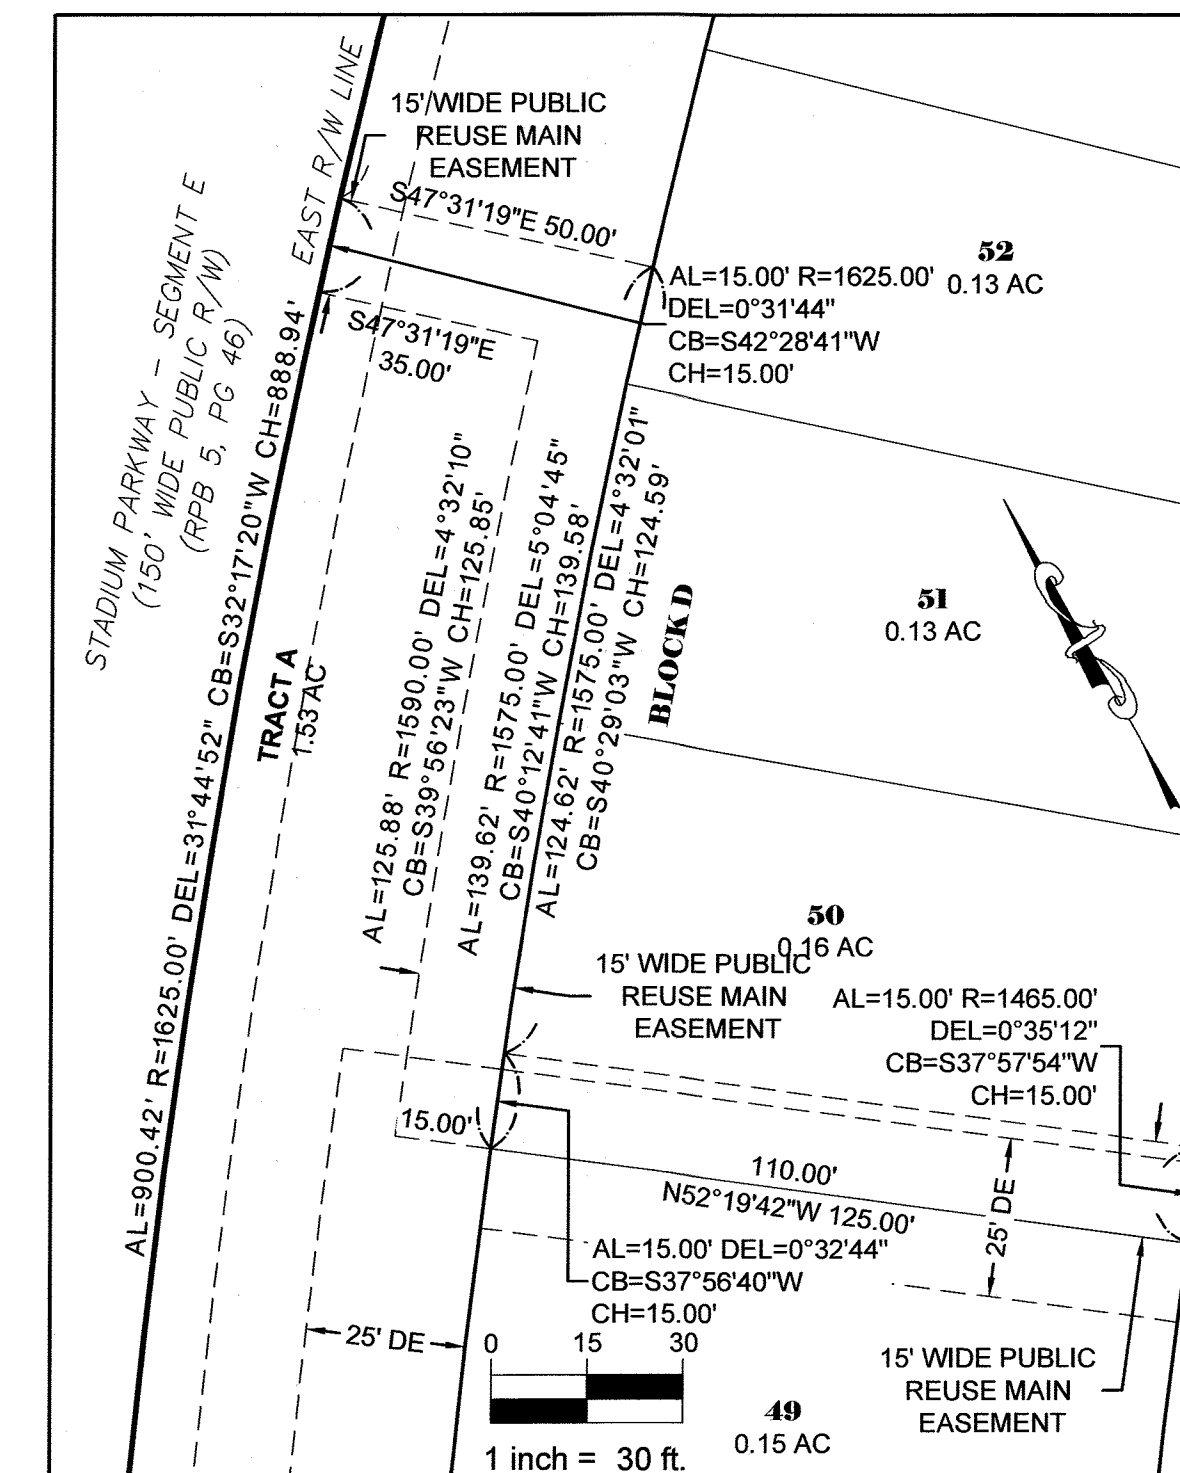 EAST R/W LINE
15' WIDE PUBLIC
REUSE MAIN
EASEMENT
S47°31'19"E 50.00'
STADIUM PARKWAY - SEGMENT E
(150' WIDE PUBLIC R/W)
(RPB 5, PG 46)
52
0.13 AC
AL=15.00' R=1625.00'
DEL=0°31'44"
CB=S42°28'41"W
CH=15.00'
S47°31'19"E
35.00'
AL=900.42' R=1625.00' DEL=31°44'52" CB=S32°17'20"W CH=888.94'
TRACT A
1.53 AC
AL=125.88' R=1590.00' DEL=4°32'10"
CB=S39°56'23"W CH=125.85'
AL=139.62' R=1575.00' DEL=5°04'45"
CB=S40°12'41"W CH=139.58'
AL=124.62' R=1575.00' DEL=4°32'01"
CB=S40°29'03"W CH=124.59'
BLOCK D
51
0.13 AC
50
0.16 AC
15' WIDE PUBLIC
REUSE MAIN
EASEMENT
AL=15.00' R=1465.00'
DEL=0°35'12"
CB=S37°57'54"W
CH=15.00'
15.00'
110.00'
N52°19'42"W 125.00'
25' DE
AL=15.00' DEL=0°32'44"
CB=S37°56'40"W
CH=15.00'
25' DE
0 15 30
1 inch = 30 ft.
15' WIDE PUBLIC
REUSE MAIN
EASEMENT
49
0.15 AC